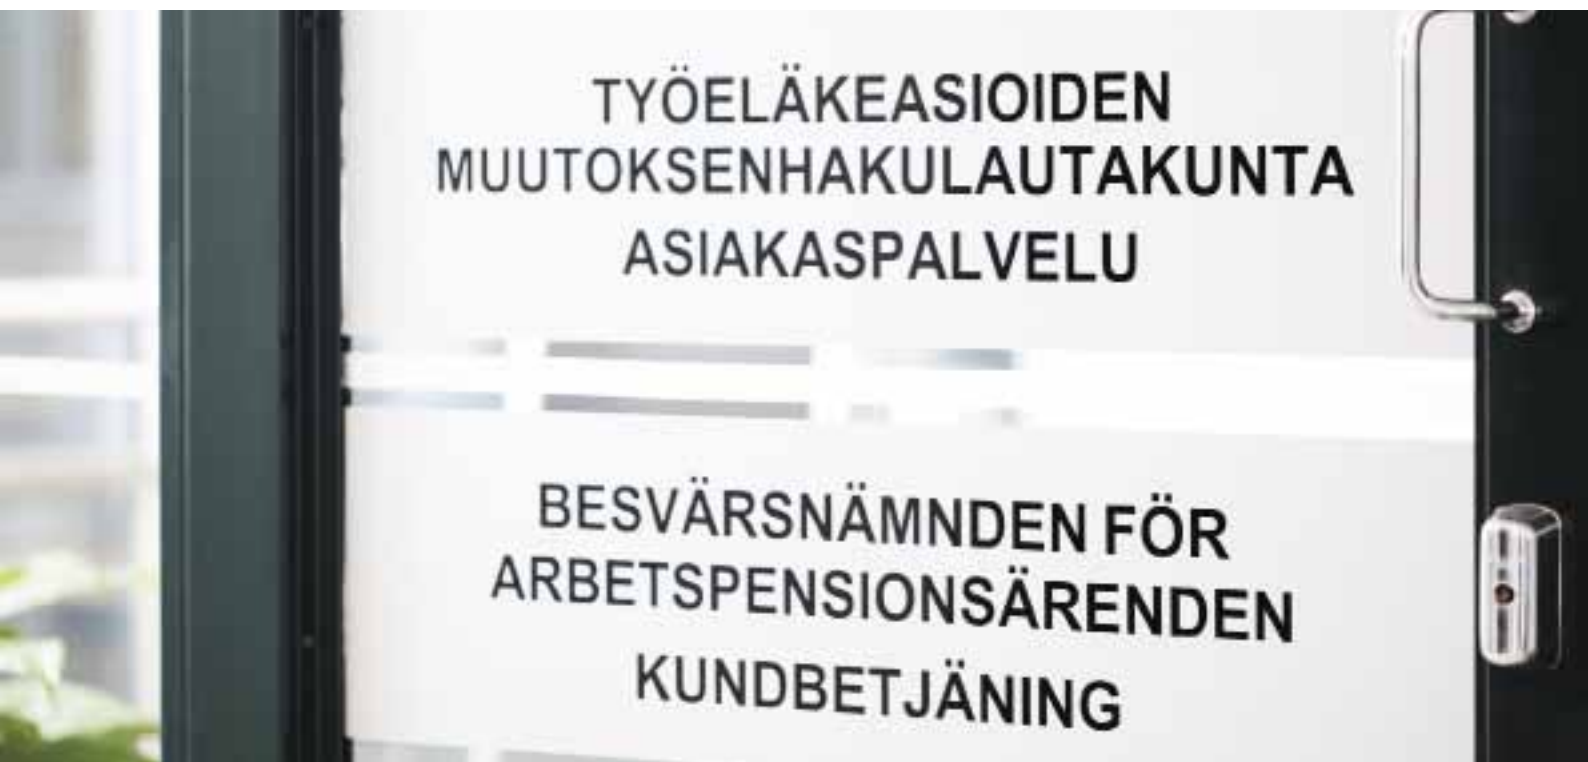 TYÖELÄKEASIOIDEN
MUUTOKSENHAKULAUTAKUNTA
ASIAKASPALVELU
BESVÄRSNÄMNDEN FÖR
ARBETSPENSIONSÄRENDEN
KUNDBETJÄNING